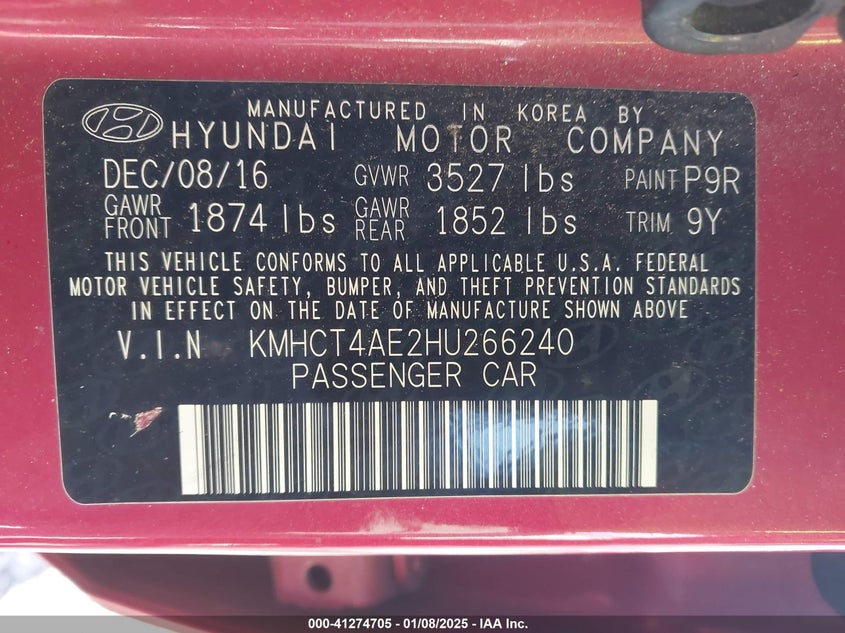 MANUFACTURED IN KOREA BY
HYUNDAI MOTOR COMPANY
DEC/08/16 GVWR 3527 lbs PAINT P9R
GAWR FRONT 1874 lbs GAWR REAR 1852 lbs TRIM 9Y
THIS VEHICLE CONFORMS TO ALL APPLICABLE U.S.A. FEDERAL
MOTOR VEHICLE SAFETY, BUMPER, AND THEFT PREVENTION STANDARDS
IN EFFECT ON THE DATE OF MANUFACTURE SHOWN ABOVE
V.I.N KMHCT4AE2HU266240
PASSENGER CAR
000-41274705 - 01/08/2025 - IAA Inc.